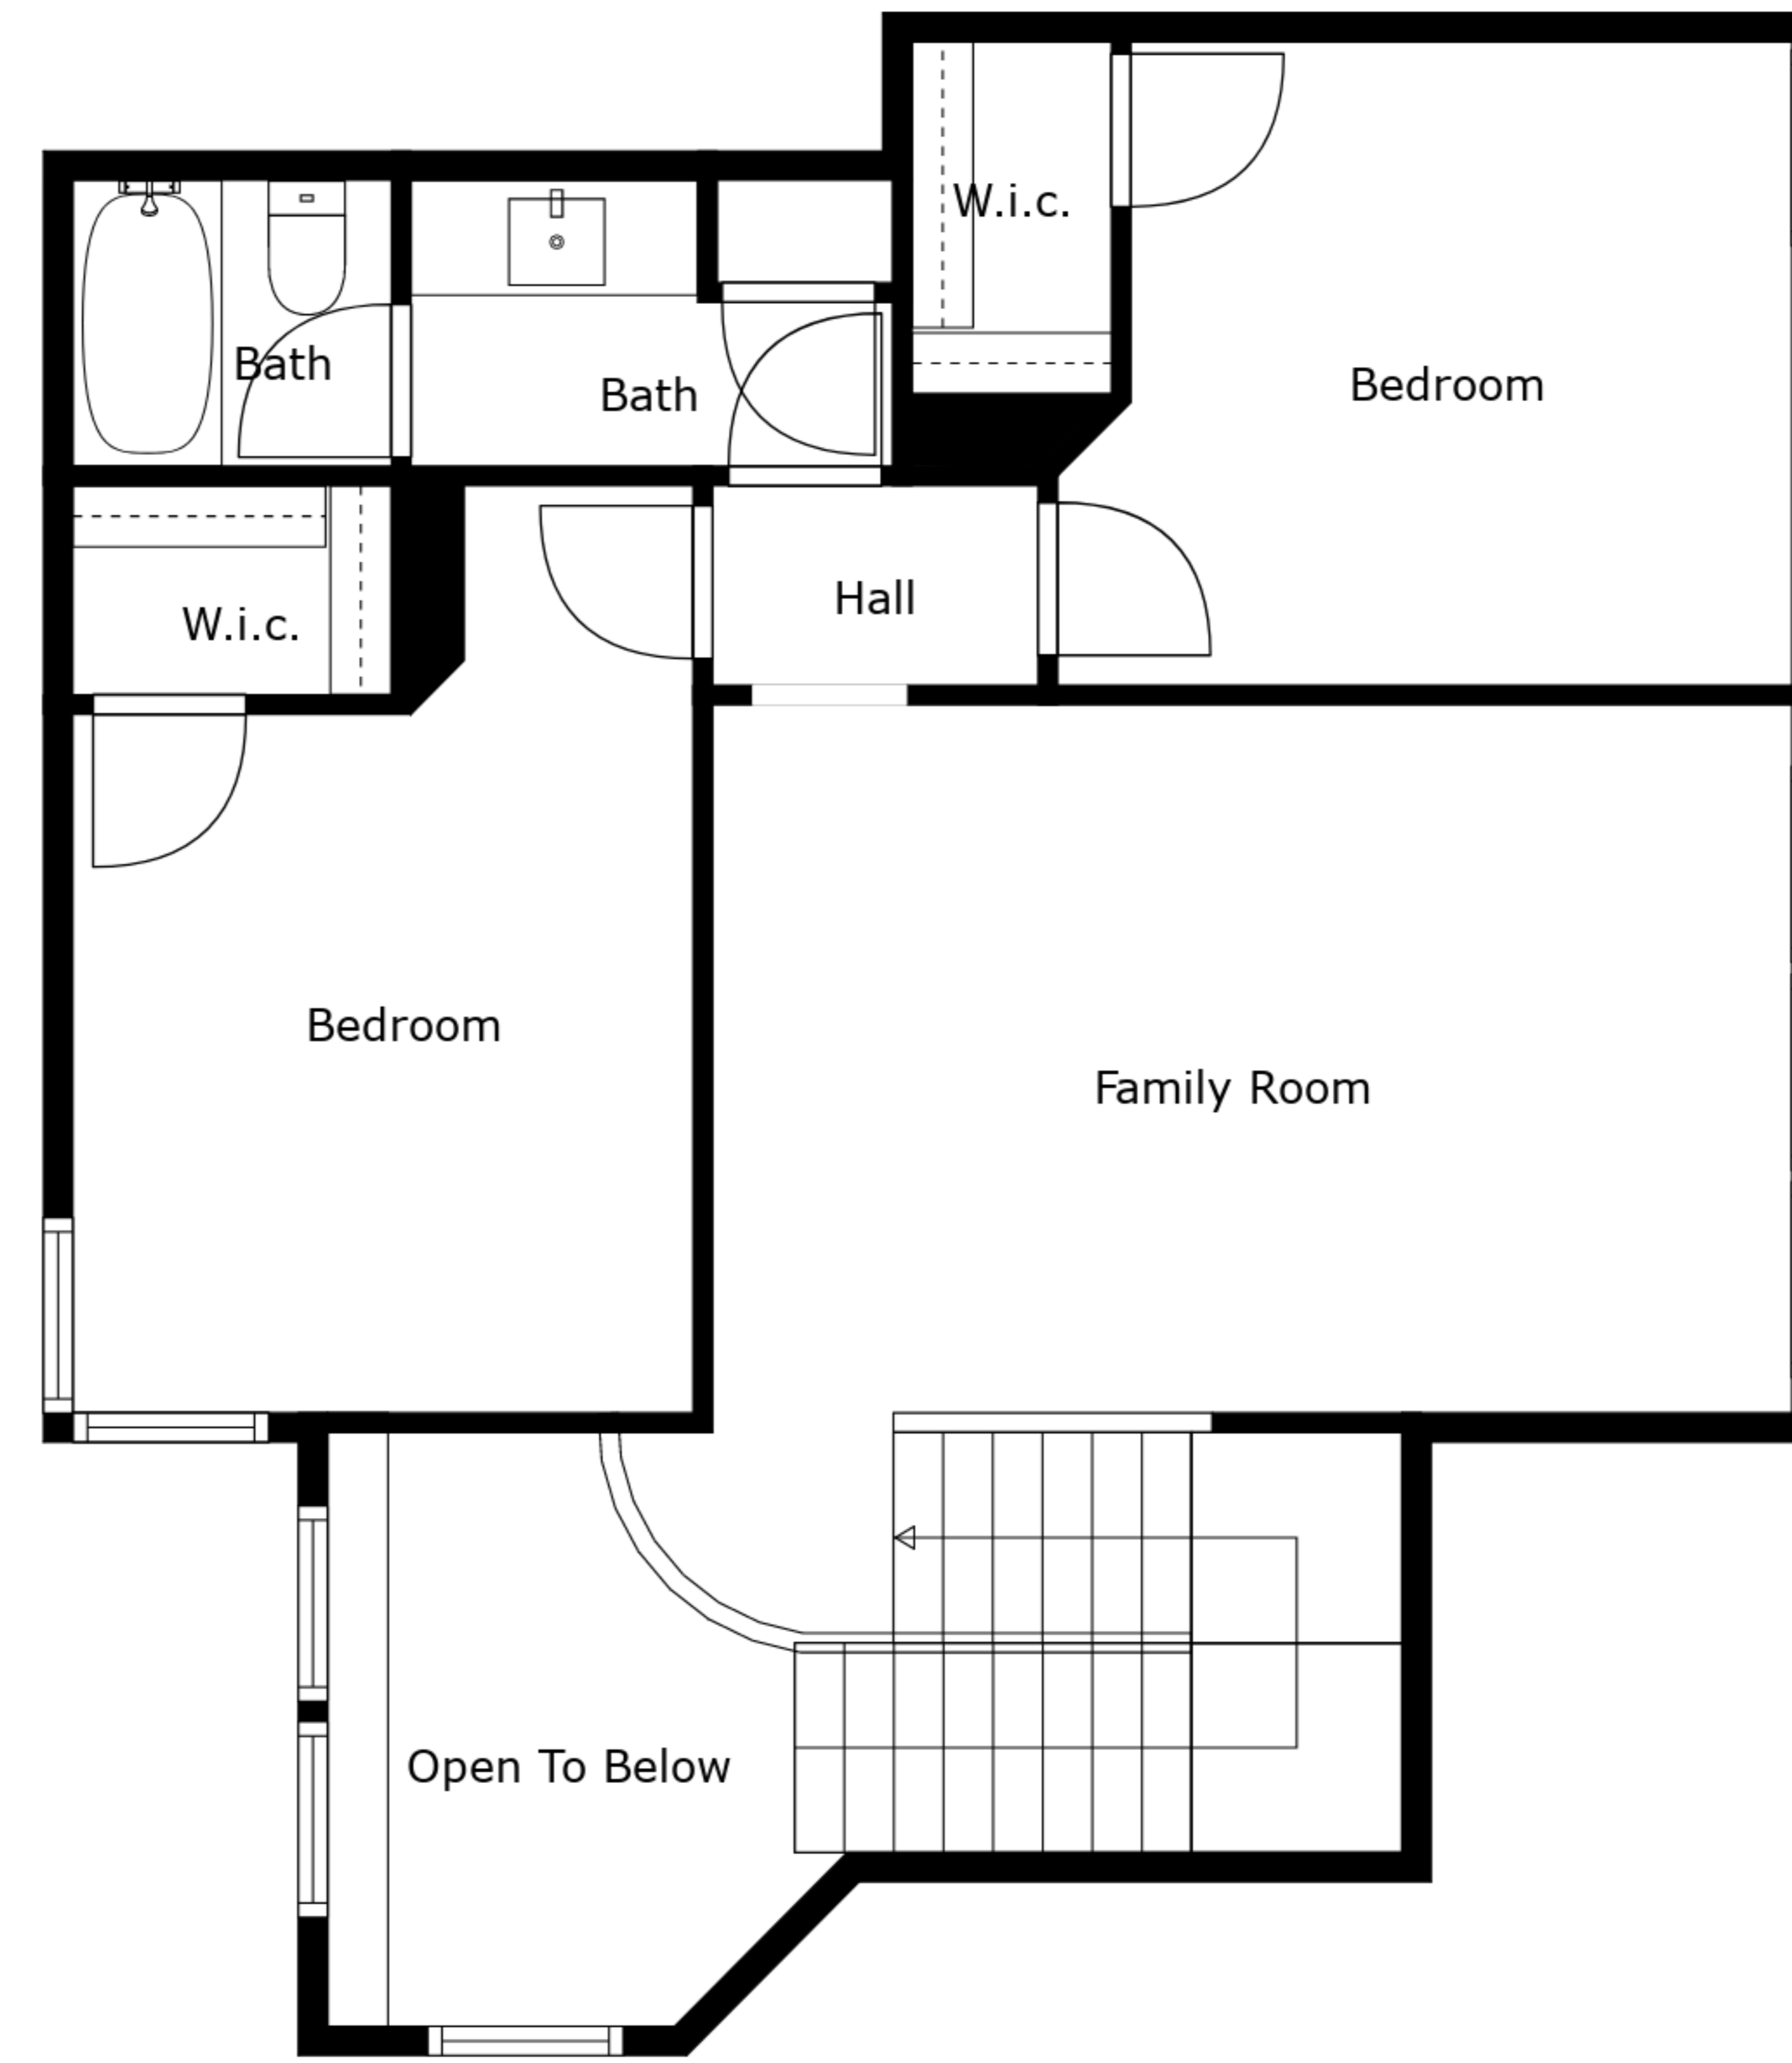 W.i.c.
Bath
Bath
Bedroom
Hall
W.i.c.
Bedroom
Family Room
Open To Below